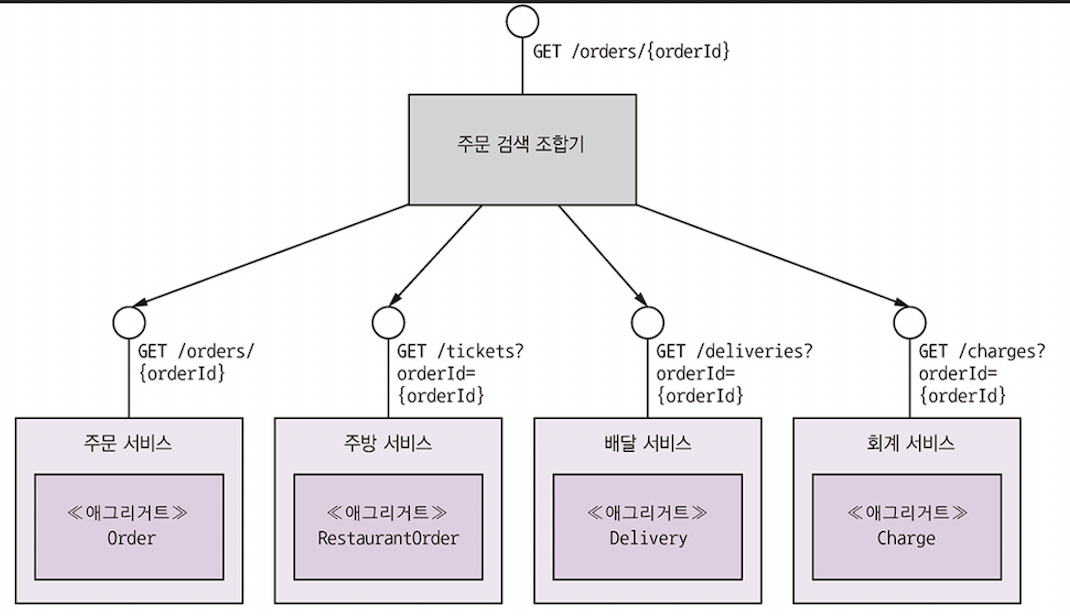 GET /orders/{orderId}
주문 검색 조합기
GET /orders/
{orderId}
GET /tickets?
orderId=
{orderId}
GET /deliveries?
orderId=
{orderId}
GET /charges?
orderId=
{orderId}
주문 서비스
≪애그리거트≫
Order
주방 서비스
≪애그리거트≫
RestaurantOrder
배달 서비스
≪애그리거트≫
Delivery
회계 서비스
≪애그리거트≫
Charge